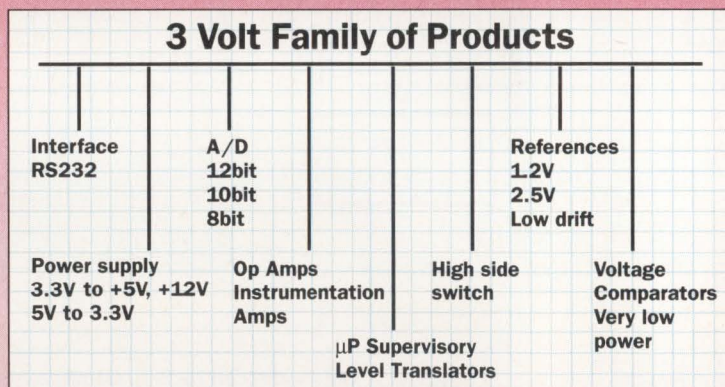 3 Volt Family of Products
Interface
RS232
A/D
12bit
10bit
8bit
References
1.2V
2.5V
Low drift
Power supply
3.3V to +5V, +12V
5V to 3.3V
Op Amps
Instrumentation
Amps
High side
switch
Voltage
Comparators
Very low
power
µP Supervisory
Level Translators